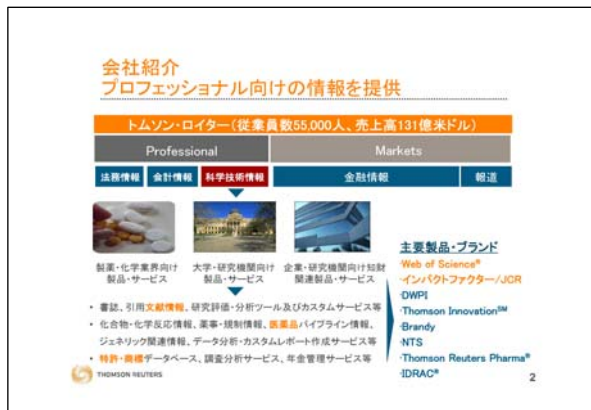 会社紹介
プロフェッショナル向けの情報を提供
トムソン・ロイター(従業員数55,000人、売上高131億米ドル)
Professional
Markets
法務情報
会計情報
科学技術情報
金融情報
報道
製薬・化学業界向け
製品・サービス
大学・研究機関向け
製品・サービス
企業・研究機関向け知財
関連製品・サービス
• 書誌、引用文献情報、研究評価・分析ツール及びカスタムサービス等
• 化合物・化学反応情報、薬事・規制情報、医薬品パイプライン情報、
ジェネリック関連情報、データ分析・カスタムレポート作成サービス等
• 特許・商標データベース、調査分析サービス、年金管理サービス等
主要製品・ブランド
·Web of Science®
·インパクトファクター/JCR
·DWPI
·Thomson Innovation℠
·Brandy
·NTS
·Thomson Reuters Pharma®
·IDRAC®
THOMSON REUTERS
2